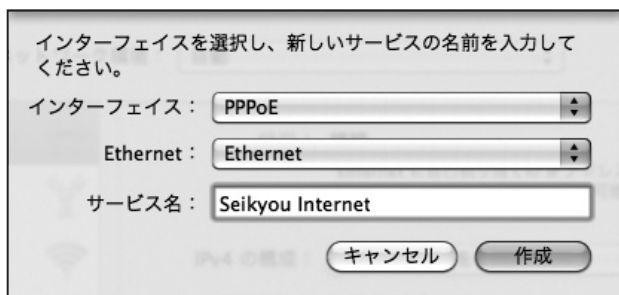 インターフェイスを選択し、新しいサービスの名前を入力して
ください。
インターフェイス： PPPoE
Ethernet： Ethernet
サービス名： Seikyou Internet
キャンセル 作成